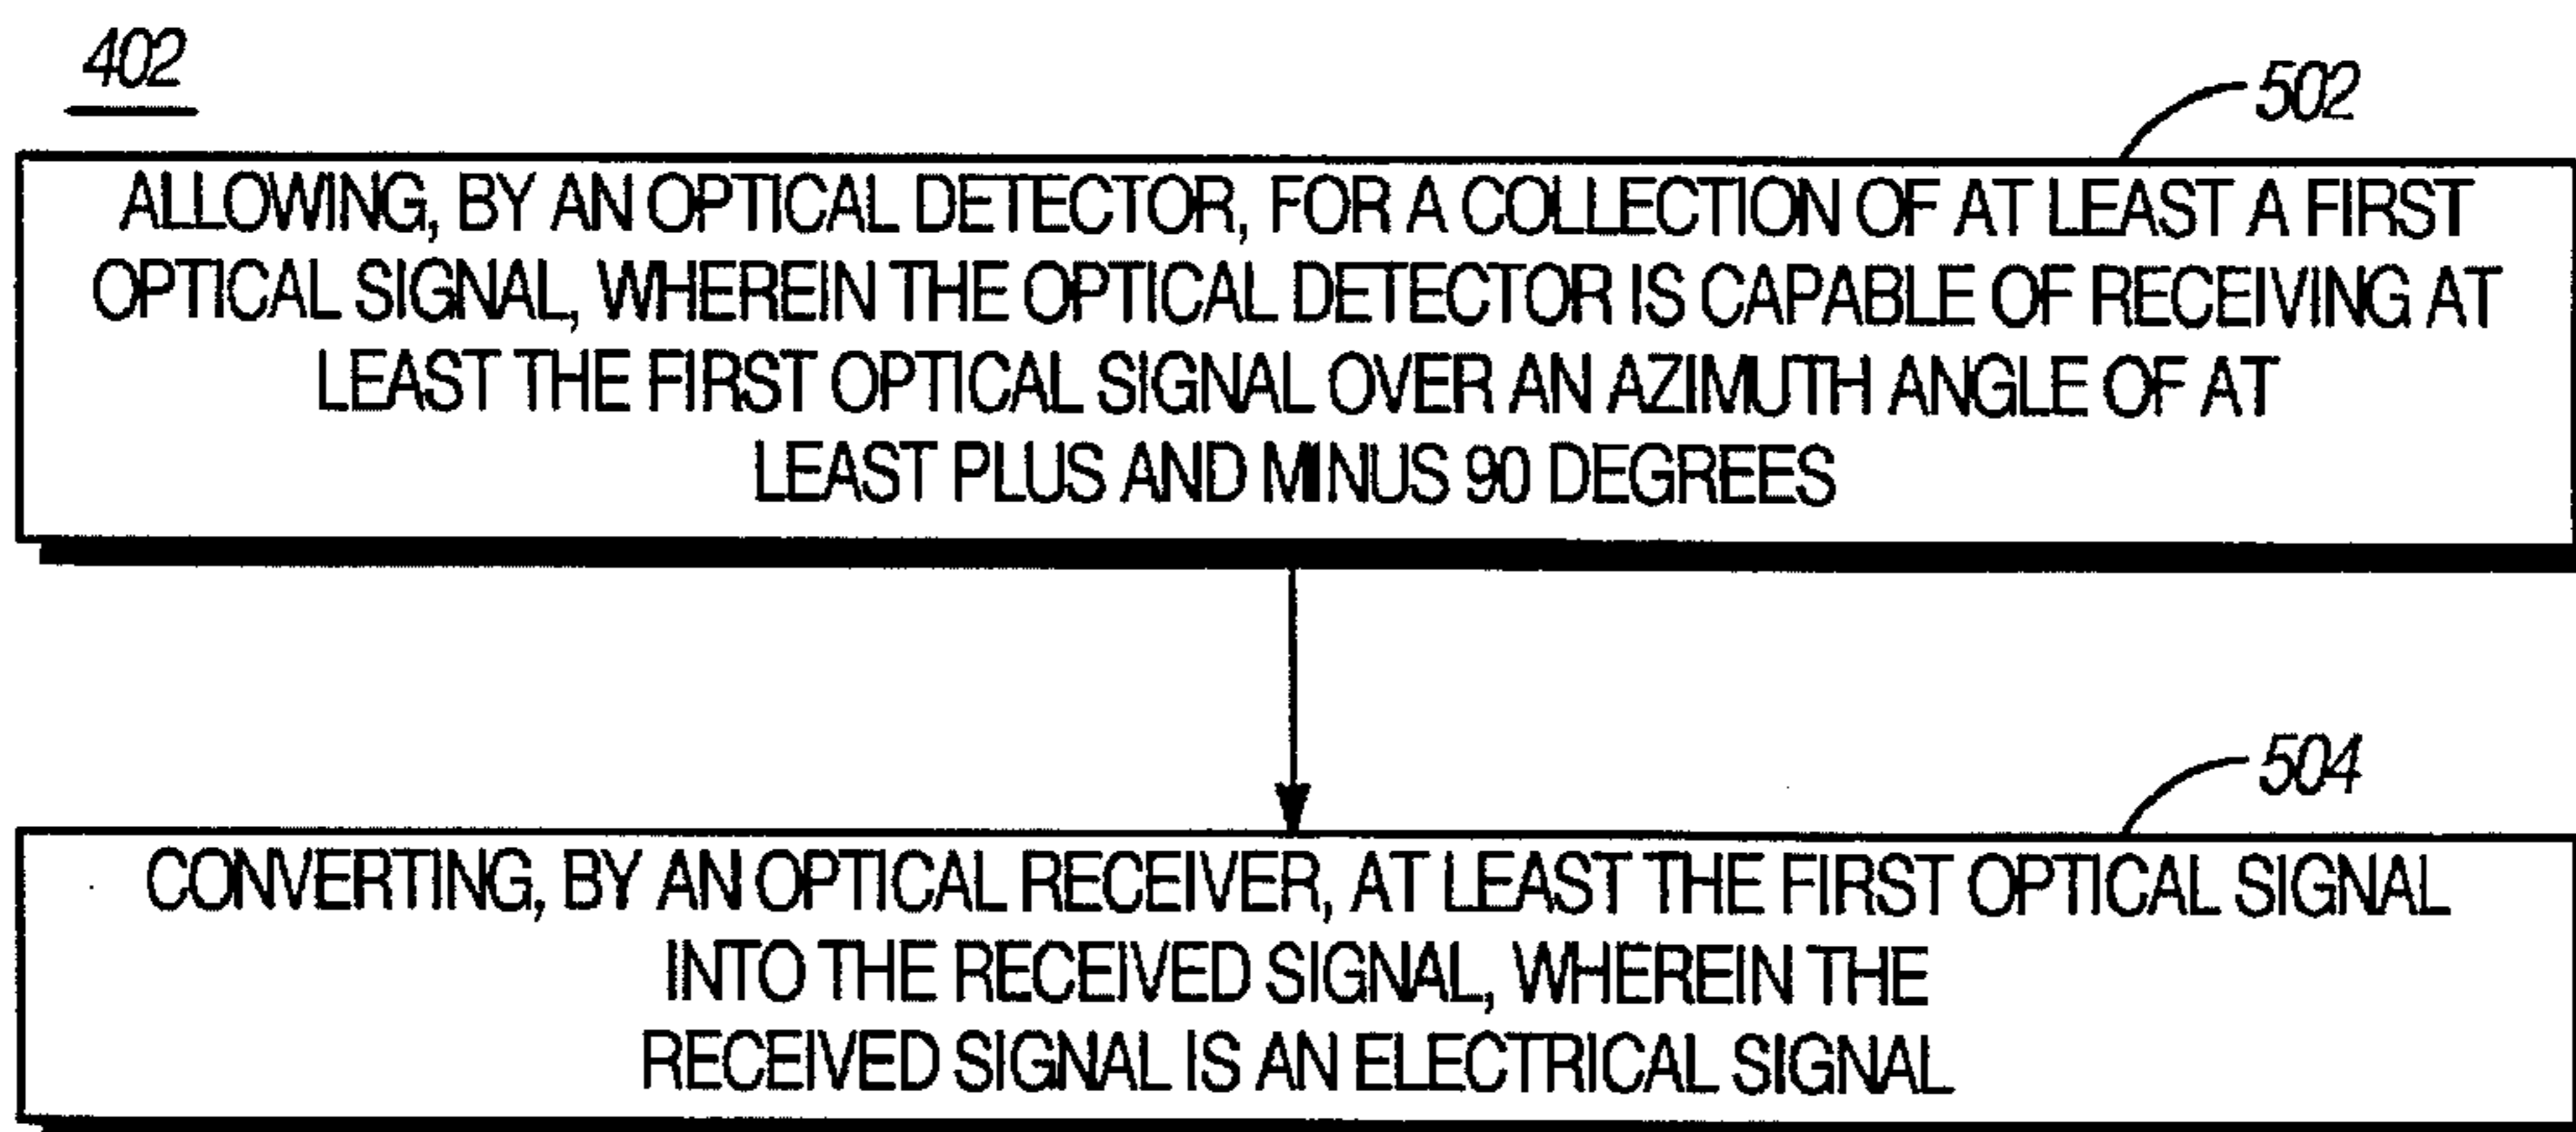 402
502
ALLOWING, BY AN OPTICAL DETECTOR, FOR A COLLECTION OF AT LEAST A FIRST
OPTICAL SIGNAL, WHEREIN THE OPTICAL DETECTOR IS CAPABLE OF RECEIVING AT
LEAST THE FIRST OPTICAL SIGNAL OVER AN AZIMUTH ANGLE OF AT
LEAST PLUS AND MINUS 90 DEGREES
504
CONVERTING, BY AN OPTICAL RECEIVER, AT LEAST THE FIRST OPTICAL SIGNAL
INTO THE RECEIVED SIGNAL, WHEREIN THE
RECEIVED SIGNAL IS AN ELECTRICAL SIGNAL